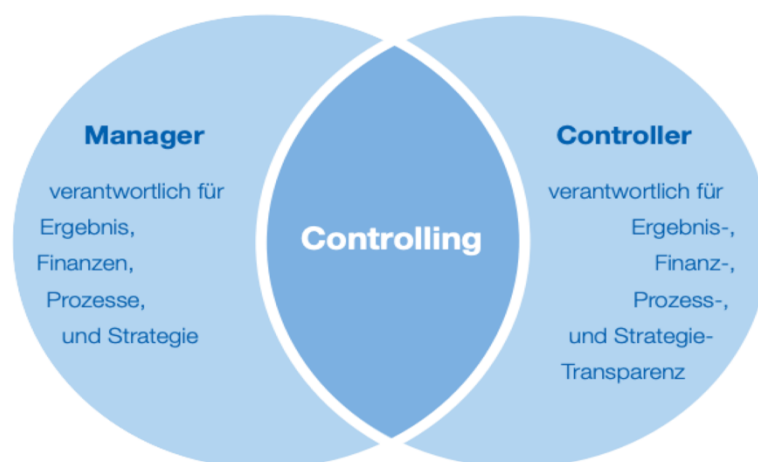 Manager
verantwortlich für
Ergebnis,
Finanzen,
Prozesse,
und Strategie
Controlling
Controller
verantwortlich für
Ergebnis-,
Finanz-,
Prozess-,
und Strategie-
Transparenz